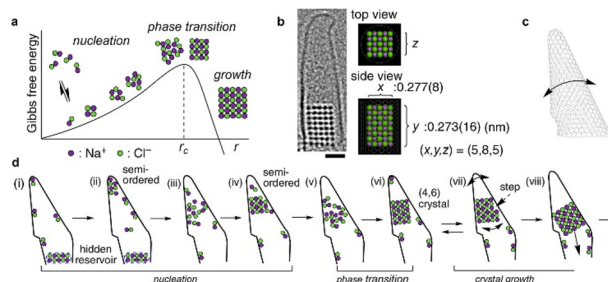 a
nucleation
phase transition
growth
Gibbs free energy
r_c
r
: Na⁺ : Cl⁻
b
top view
z
side view
x :0.277(8)
y :0.273(16) (nm)
(x,y,z) = (5,8,5)
c
d
(i)
(ii)
semi-
ordered
(iii)
(iv)
semi-
ordered
(v)
(vi)
(4,6)
crystal
(vii)
step
(viii)
hidden
reservoir
nucleation
phase transition
crystal growth